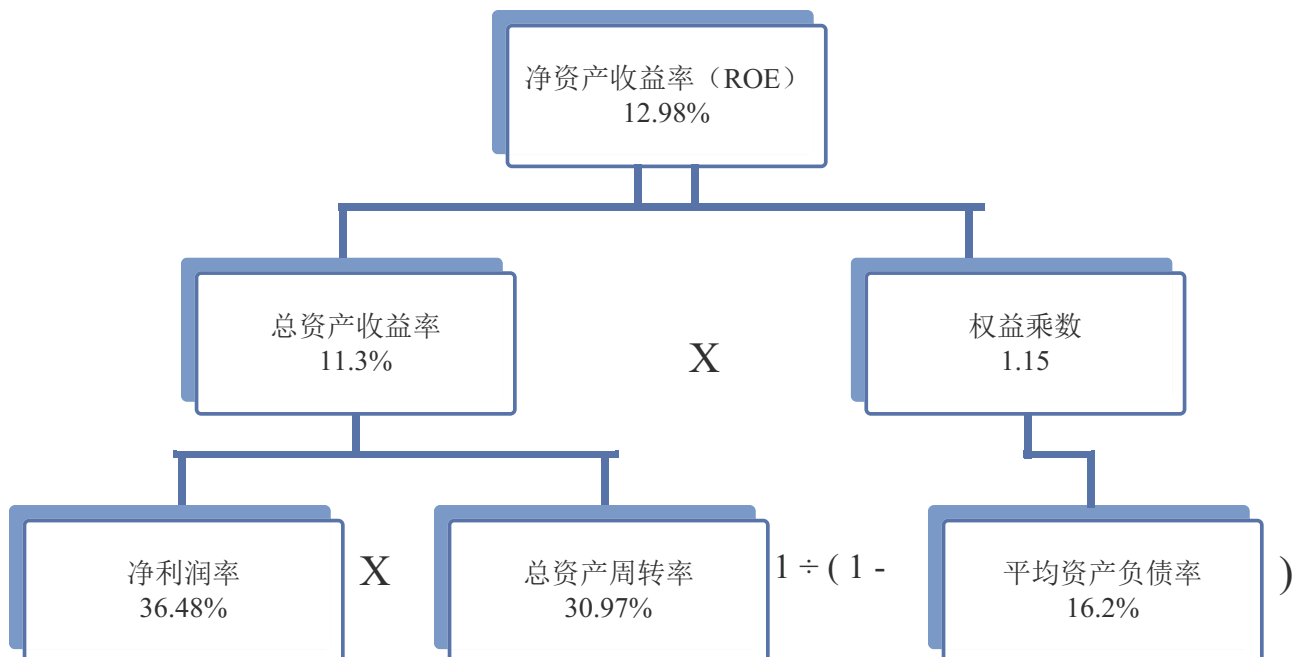 净资产收益率（ROE）
12.98%
总资产收益率
11.3%
X
权益乘数
1.15
净利润率
36.48%
X
总资产周转率
30.97%
1 ÷ ( 1 -
平均资产负债率
16.2%
)